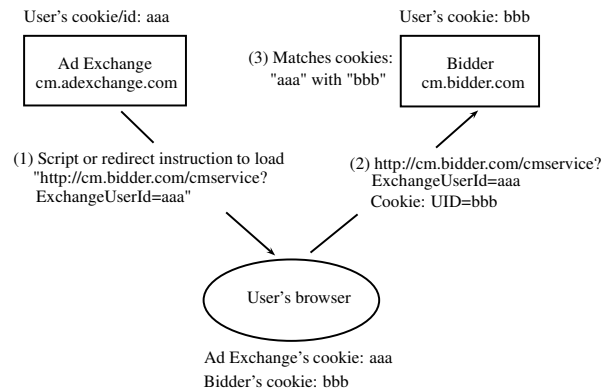 User's cookie/id: aaa
Ad Exchange
cm.adexchange.com
User's cookie: bbb
(3) Matches cookies:
"aaa" with "bbb"
Bidder
cm.bidder.com
(1) Script or redirect instruction to load
"http://cm.bidder.com/cmservice?
ExchangeUserId=aaa"
(2) http://cm.bidder.com/cmservice?
ExchangeUserId=aaa
Cookie: UID=bbb
User's browser
Ad Exchange's cookie: aaa
Bidder's cookie: bbb